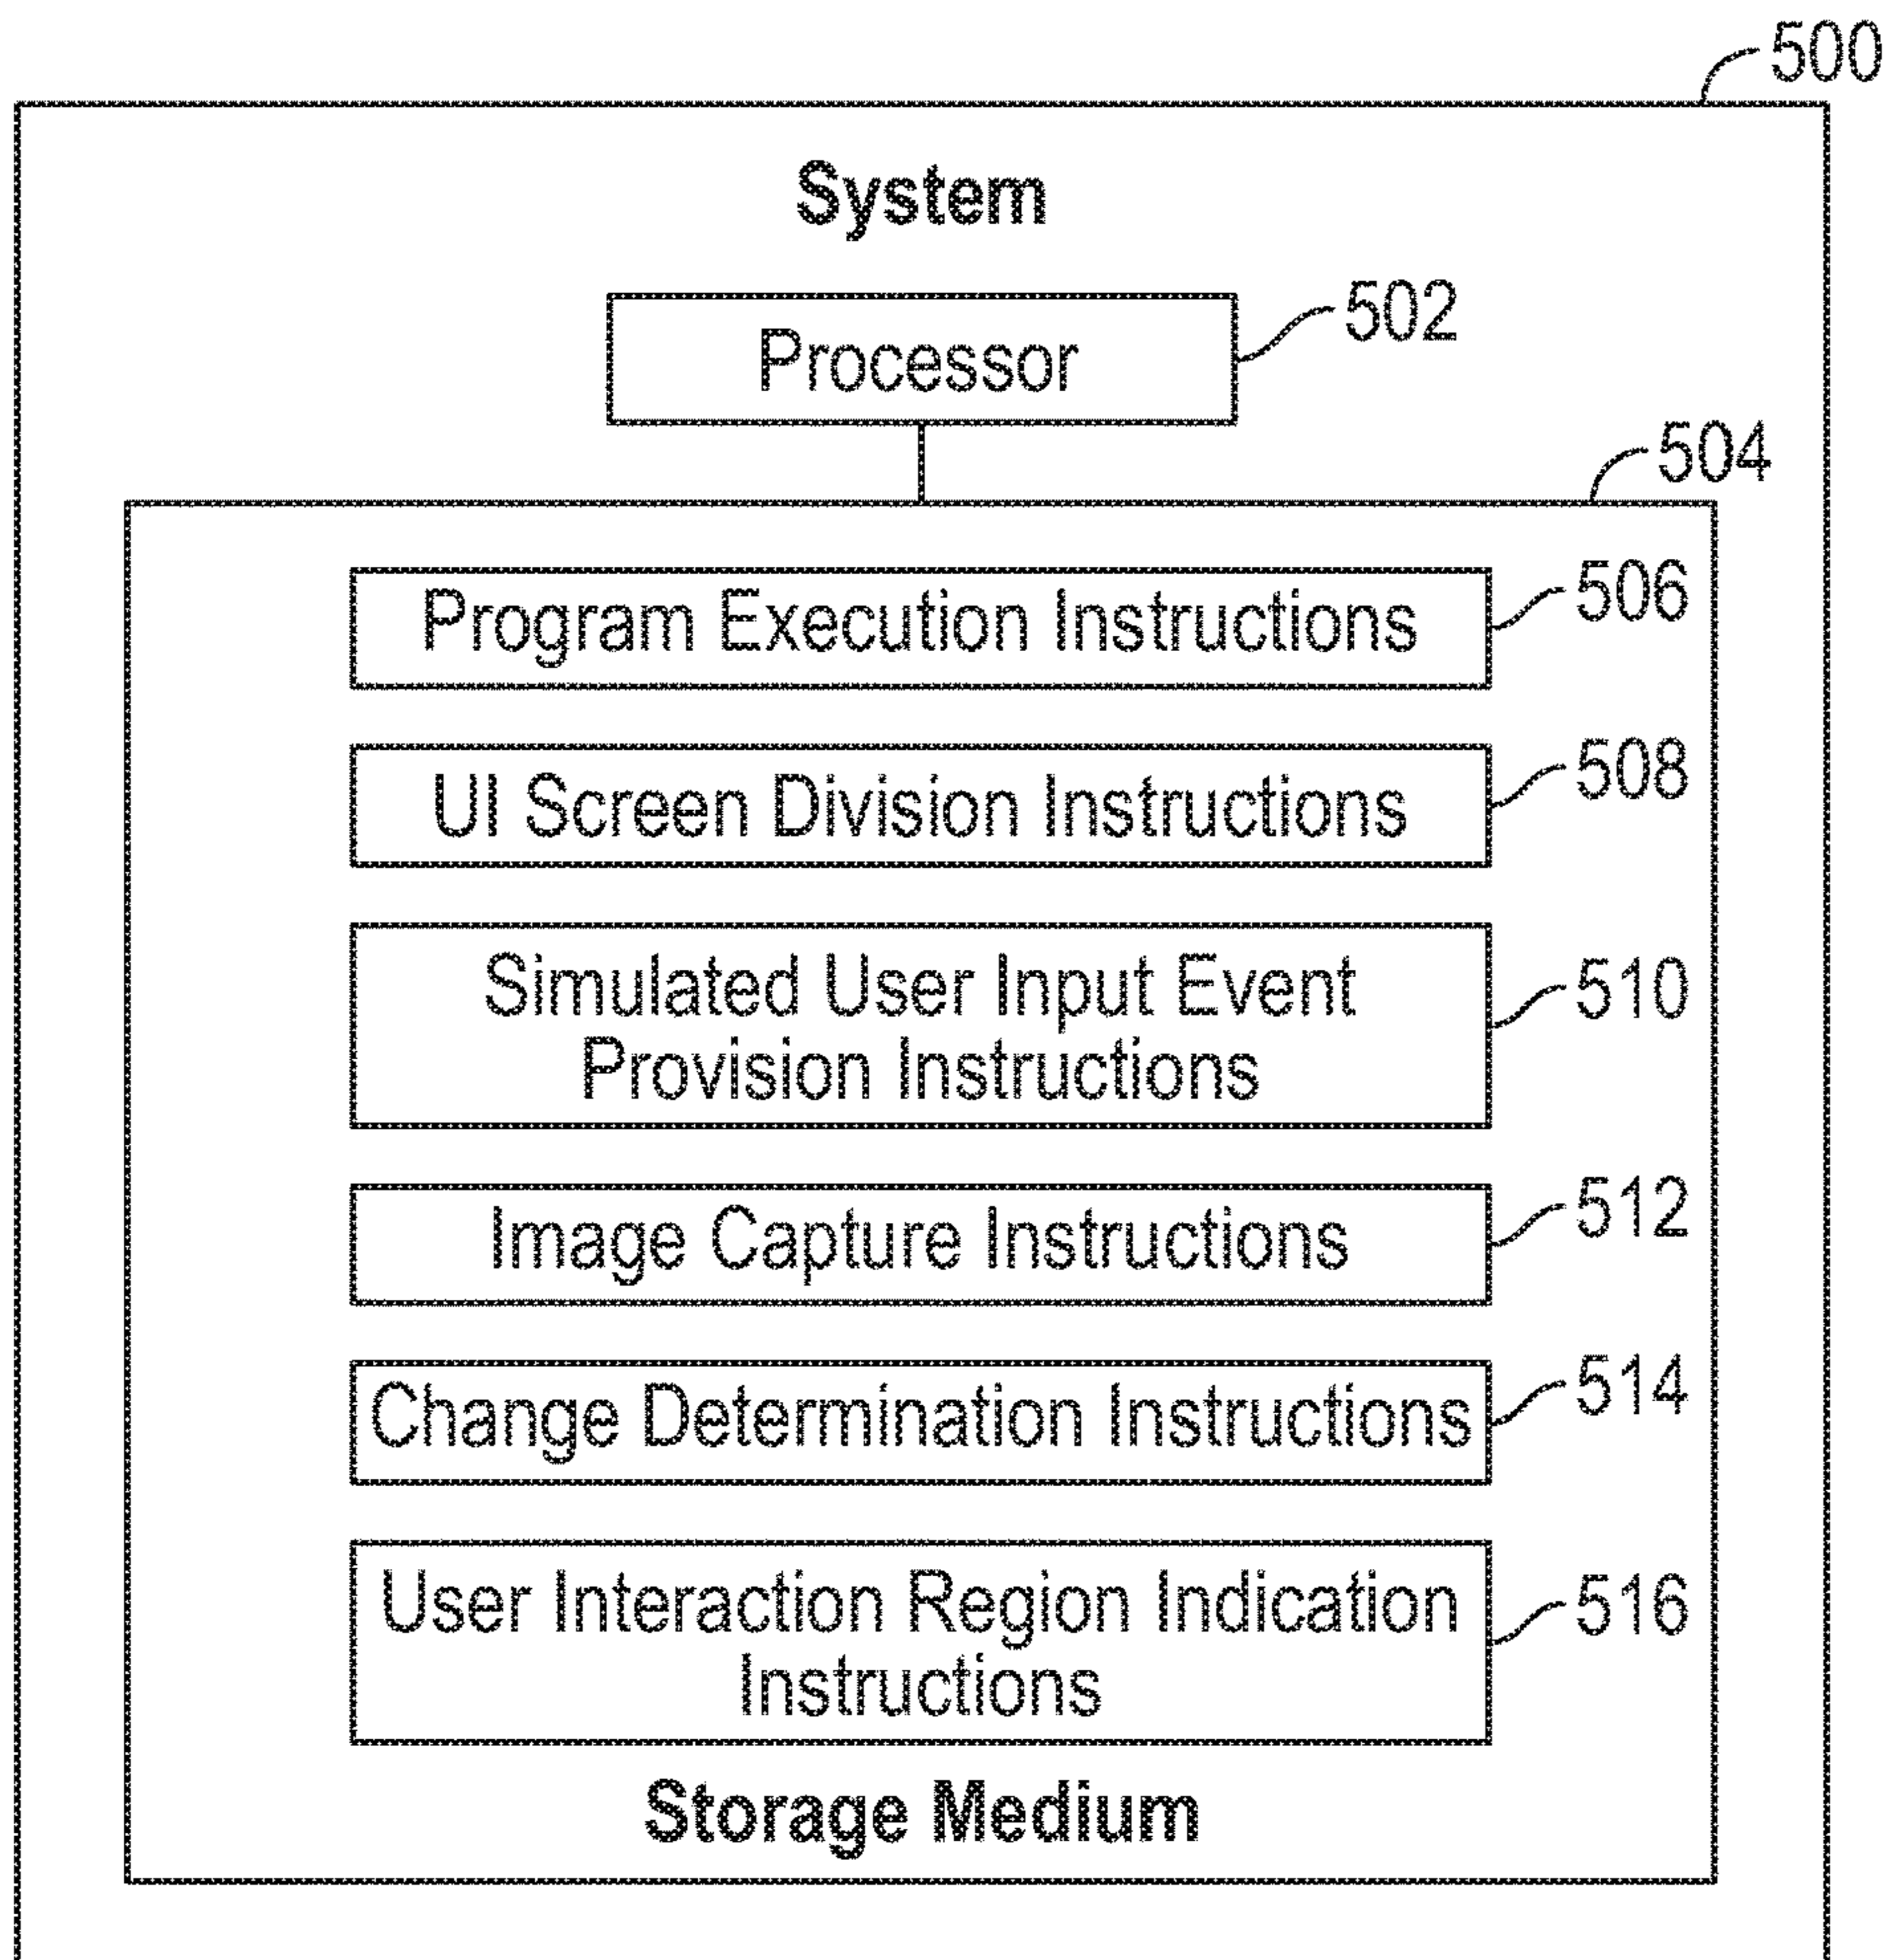 500
System
Processor
502
504
Program Execution Instructions
506
UI Screen Division Instructions
508
Simulated User Input Event
Provision Instructions
510
Image Capture Instructions
512
Change Determination Instructions
514
User Interaction Region Indication
Instructions
516
Storage Medium